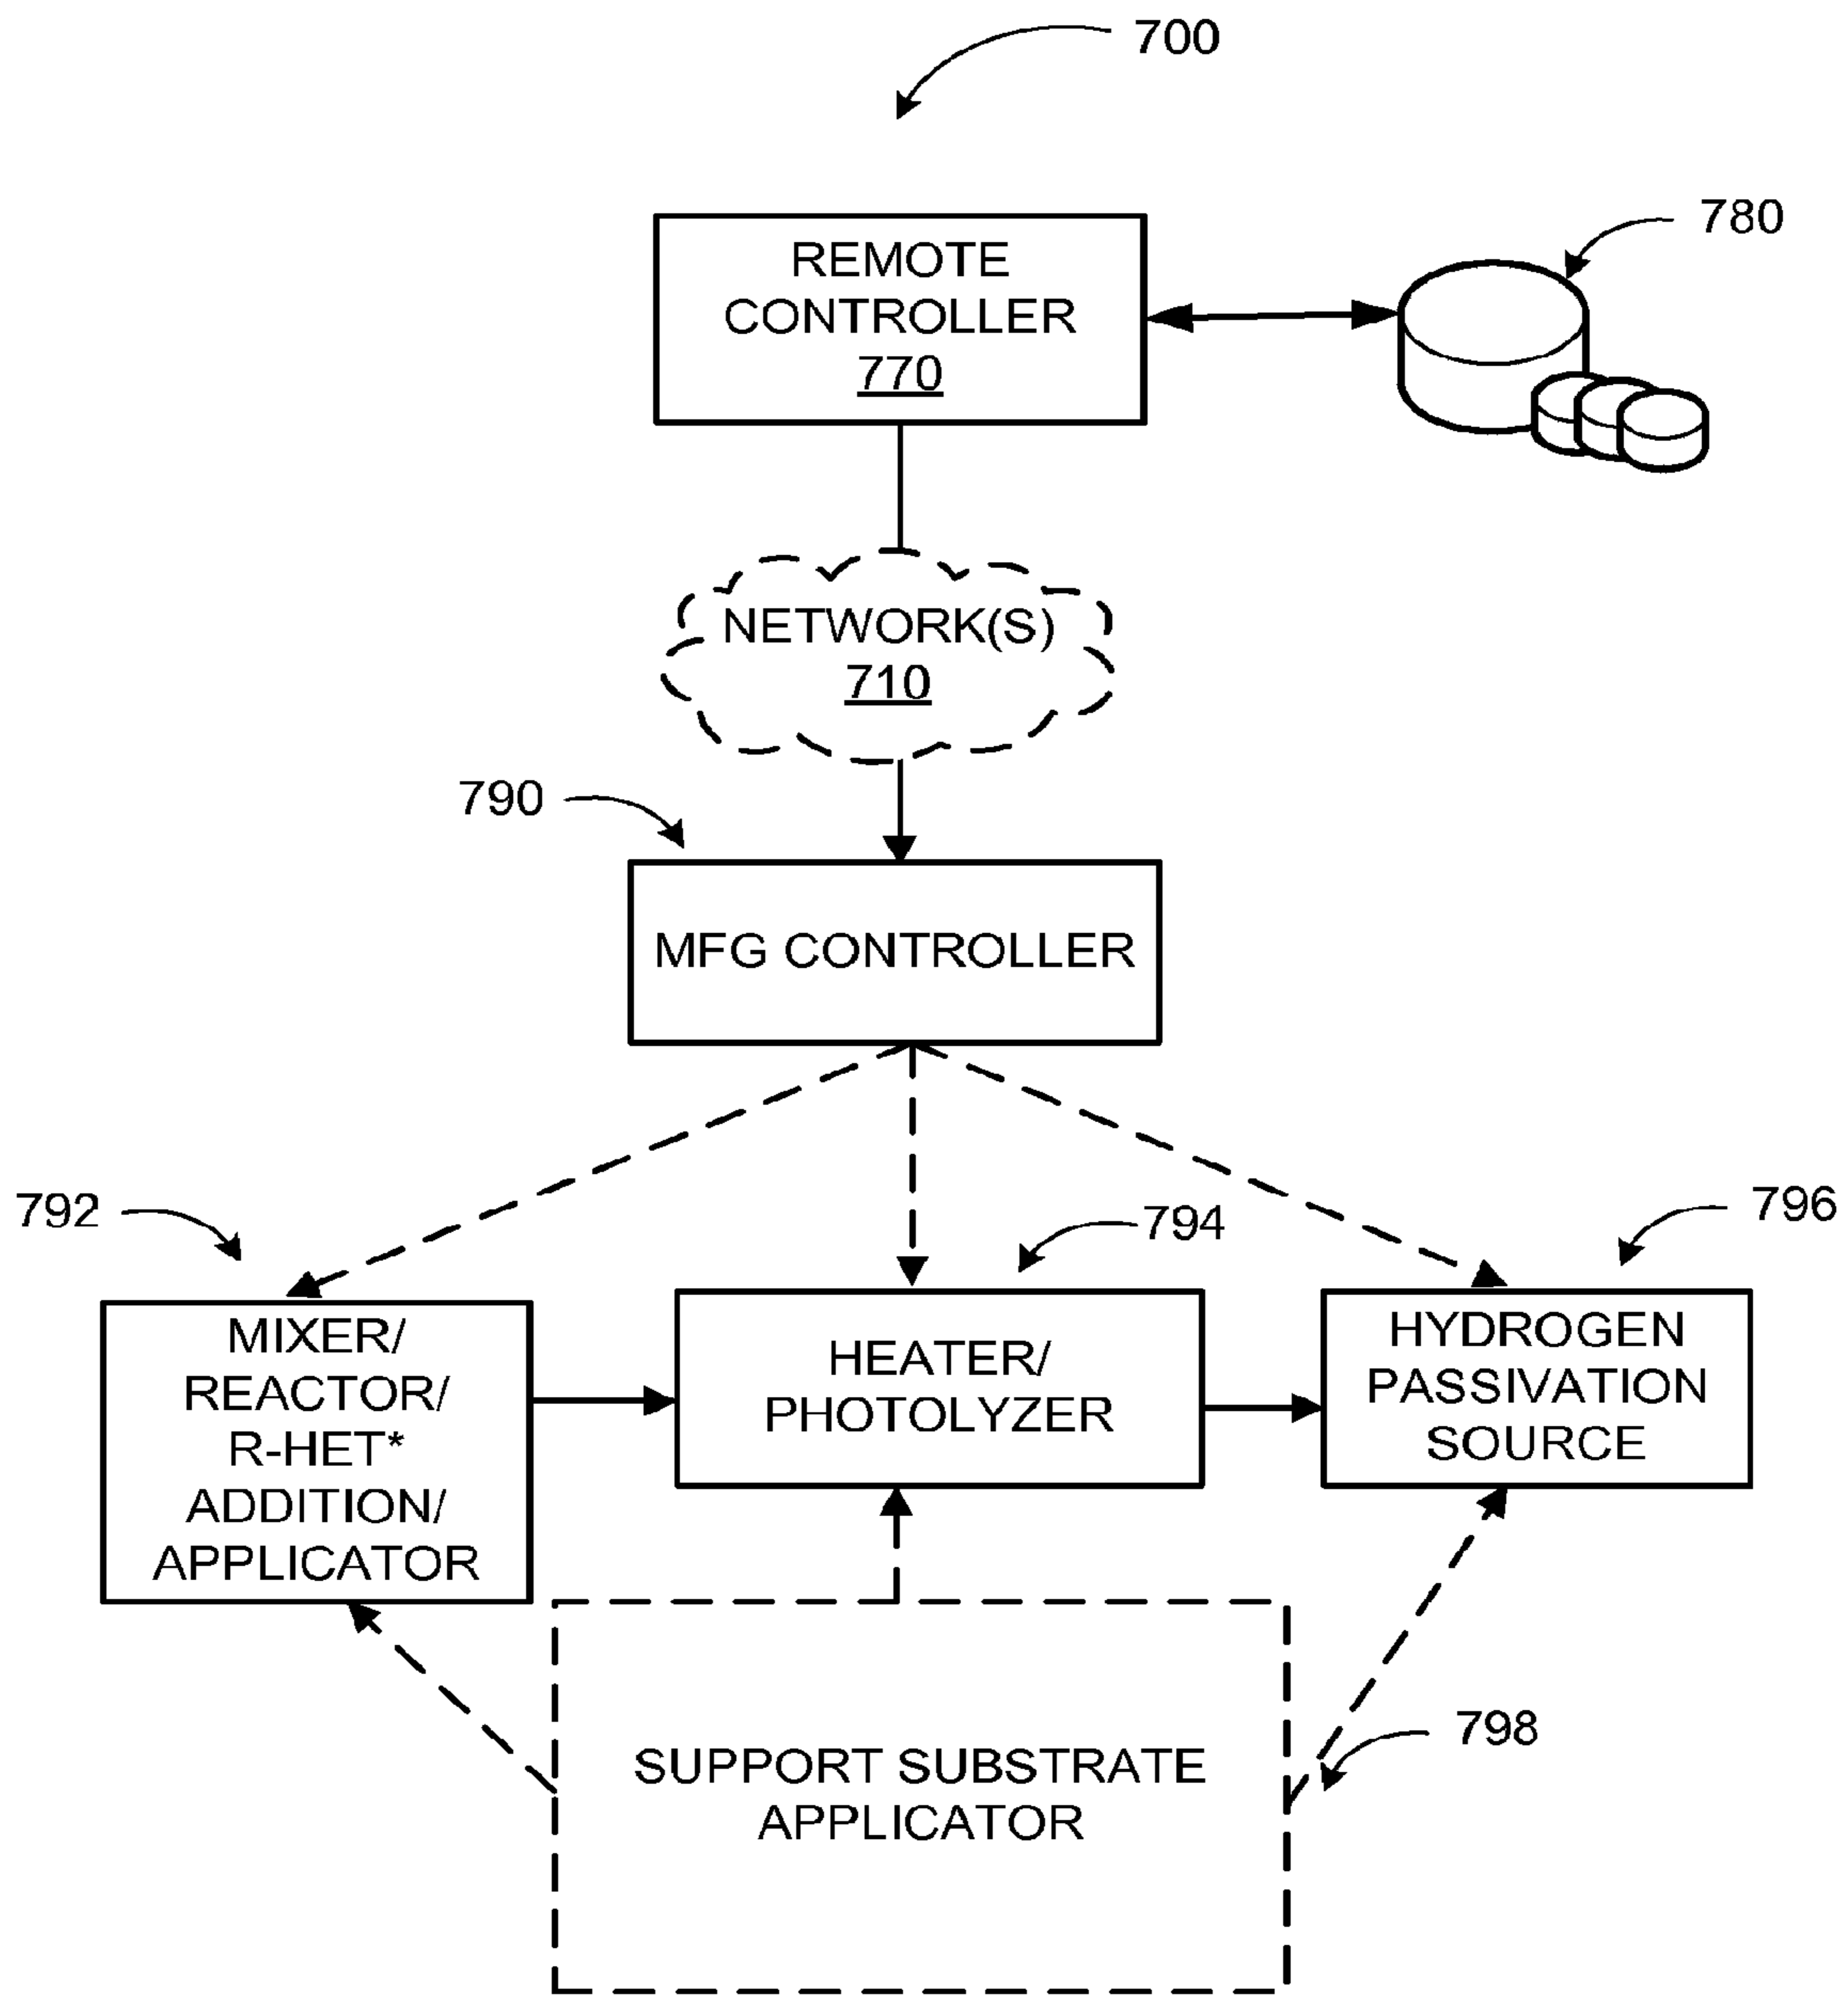 700
780
REMOTE
CONTROLLER
770
NETWORK(S)
710
790
MFG CONTROLLER
792
794
796
MIXER/
REACTOR/
R-HET*
ADDITION/
APPLICATOR
HEATER/
PHOTOLYZER
HYDROGEN
PASSIVATION
SOURCE
798
SUPPORT SUBSTRATE
APPLICATOR